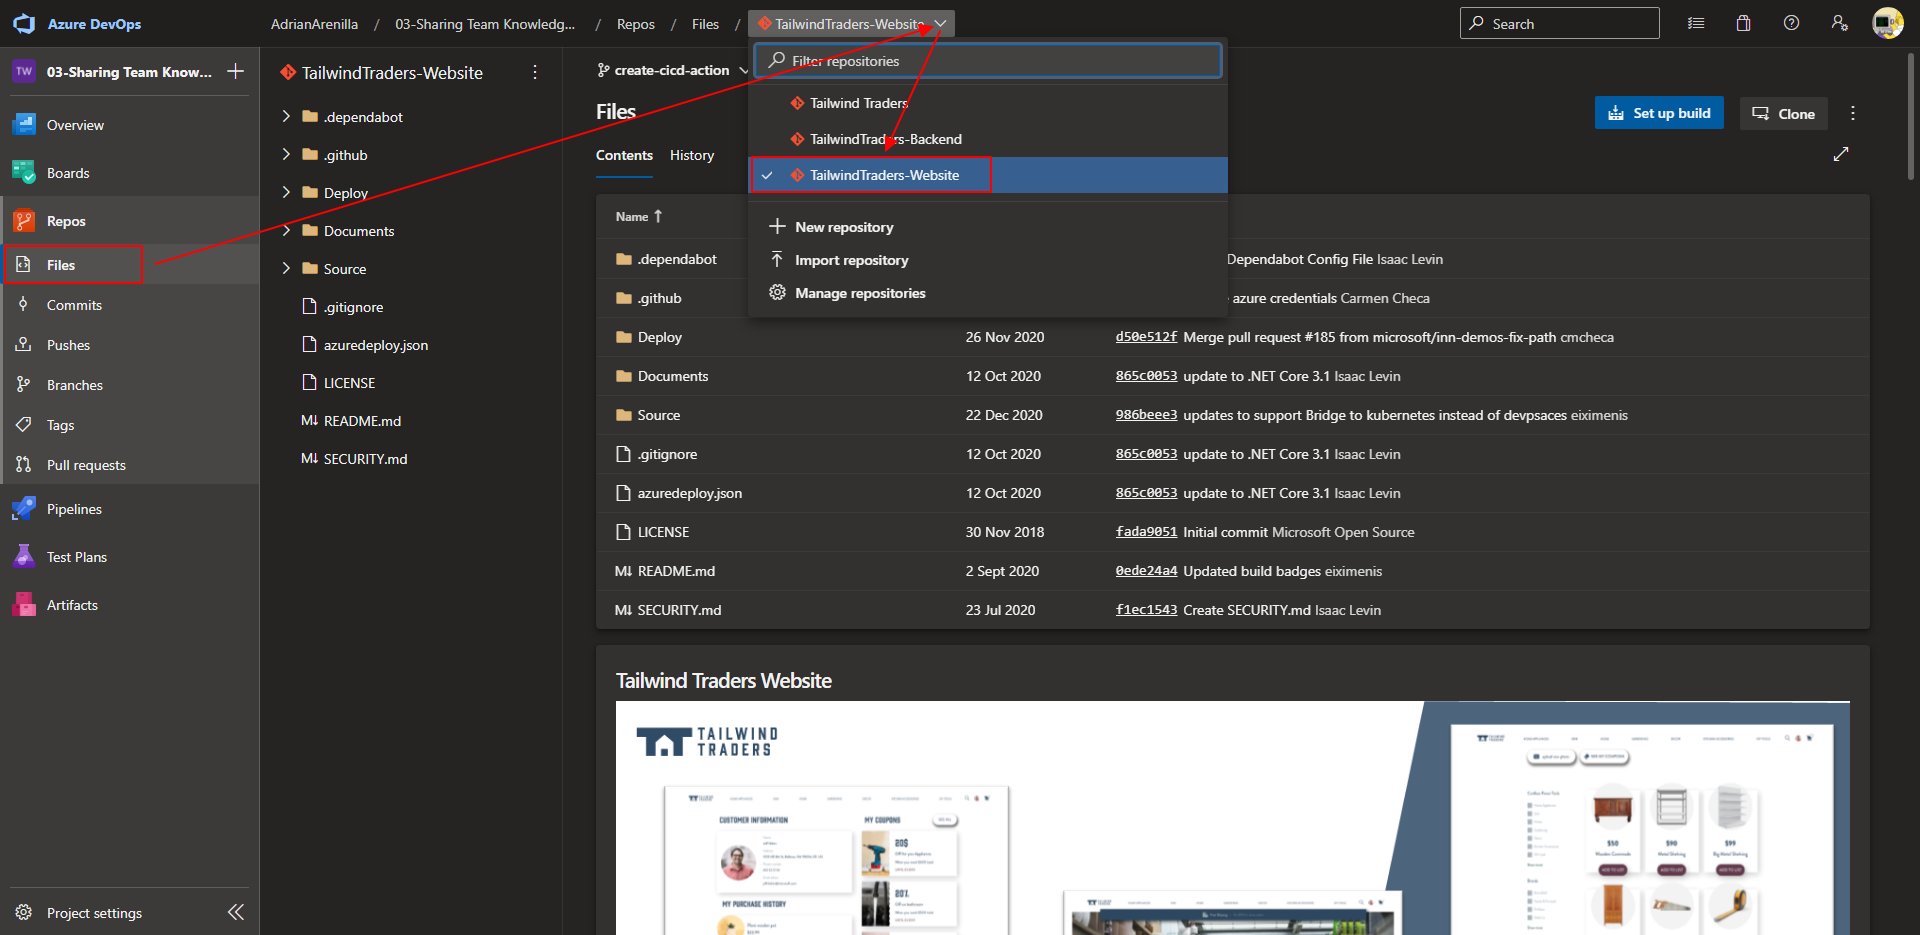 Azure DevOps
AdrianArenilla / 03-Sharing Team Knowledg... / Repos / Files / TailwindTraders-Website
Search
TW 03-Sharing Team Know...
Overview
Boards
Repos
Files
Commits
Pushes
Branches
Tags
Pull requests
Pipelines
Test Plans
Artifacts
Project settings
TailwindTraders-Website
.dependabot
.github
Deploy
Documents
Source
.gitignore
azuredeploy.json
LICENSE
M↓ README.md
M↓ SECURITY.md
create-cicd-action
Filter repositories
Tailwind Traders
TailwindTraders-Backend
TailwindTraders-Website
New repository
Import repository
Manage repositories
Files
Set up build
Clone
Contents History
Name ↑
.dependabot Dependabot Config File Isaac Levin
.github azure credentials Carmen Checa
Deploy 26 Nov 2020 d50e512f Merge pull request #185 from microsoft/inn-demos-fix-path cmcheca
Documents 12 Oct 2020 865c0053 update to .NET Core 3.1 Isaac Levin
Source 22 Dec 2020 986beee3 updates to support Bridge to kubernetes instead of devpsaces eiximenis
.gitignore 12 Oct 2020 865c0053 update to .NET Core 3.1 Isaac Levin
azuredeploy.json 12 Oct 2020 865c0053 update to .NET Core 3.1 Isaac Levin
LICENSE 30 Nov 2018 fada9051 Initial commit Microsoft Open Source
M↓ README.md 2 Sept 2020 0ede24a4 Updated build badges eiximenis
M↓ SECURITY.md 23 Jul 2020 f1ec1543 Create SECURITY.md Isaac Levin
Tailwind Traders Website
TAILWIND
TRADERS
CUSTOMER INFORMATION
MY COUPONS
SEE ALL
20$
20%
MY PURCHASE HISTORY
$50
$90
$99